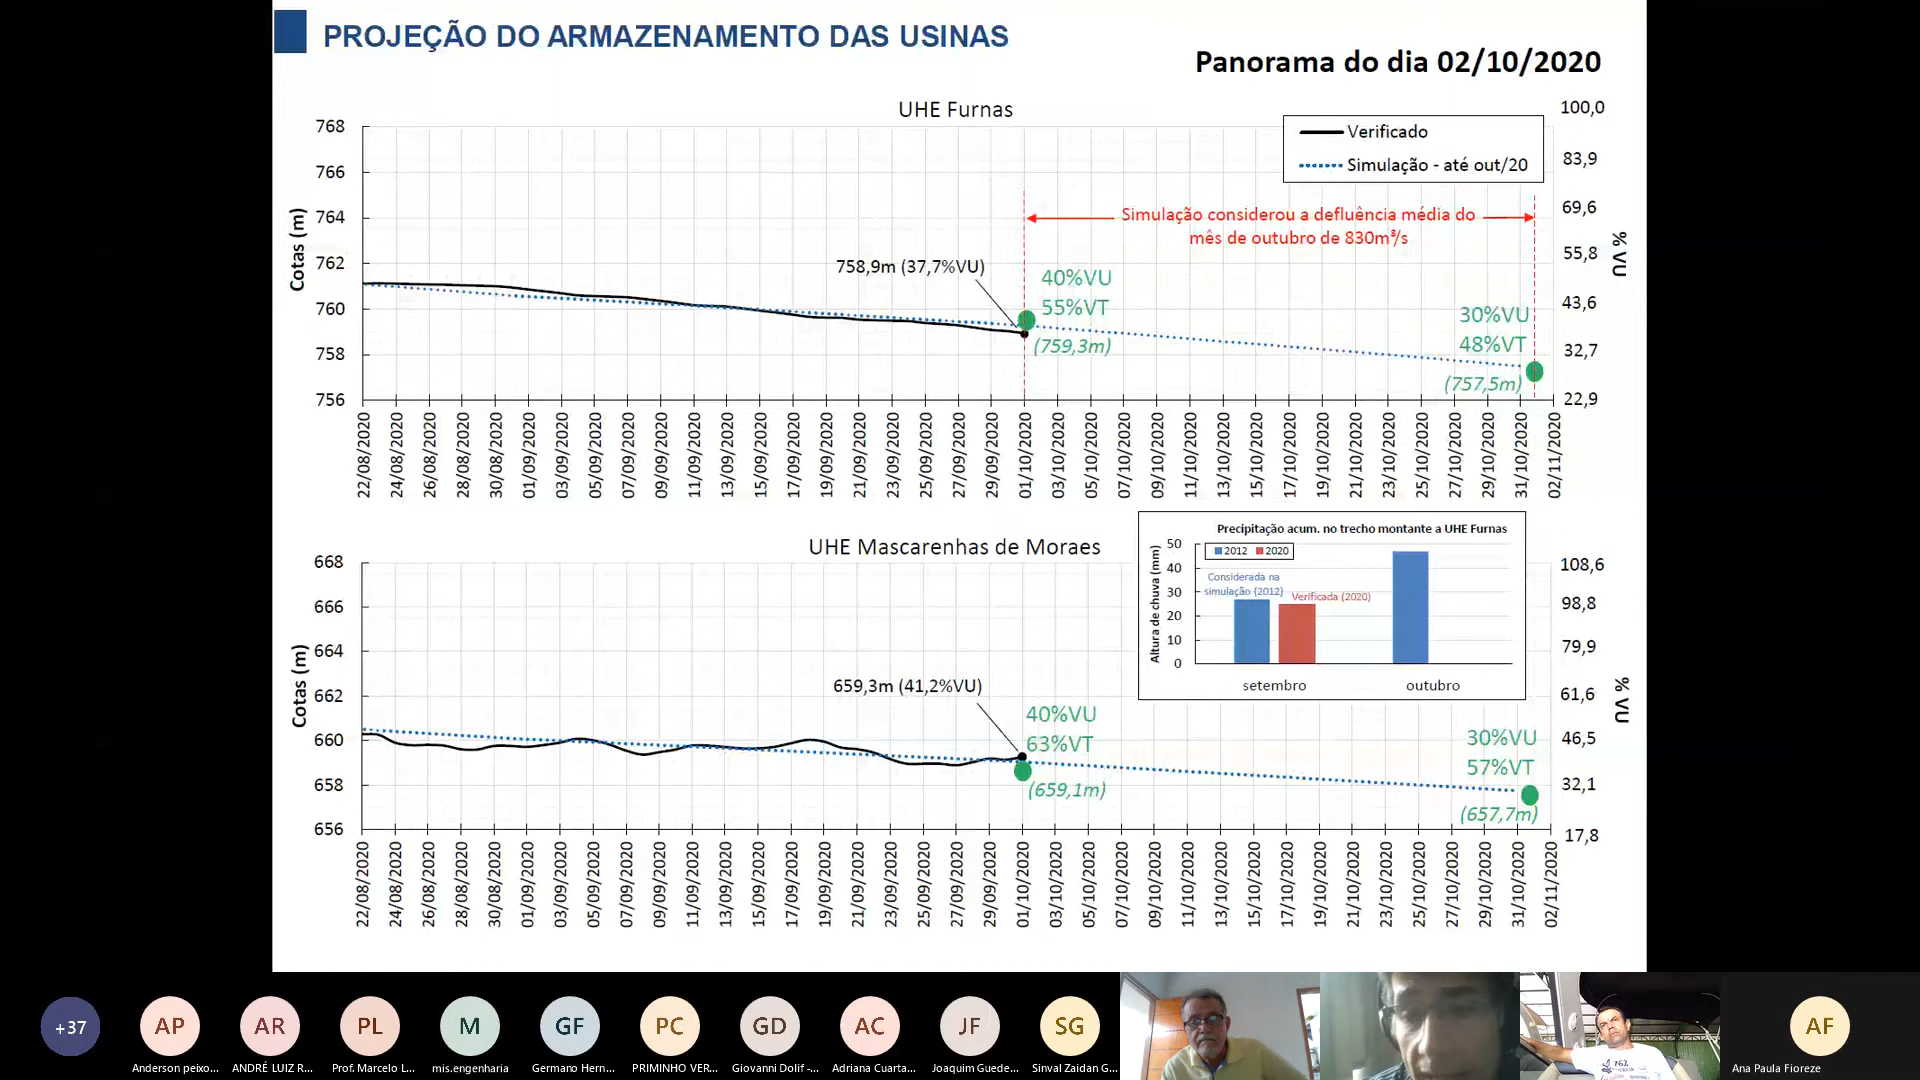 PROJEÇÃO DO ARMAZENAMENTO DAS USINAS
Panorama do dia 02/10/2020
UHE Furnas
Cotas (m)
768
766
764
762
760
758
756
100,0
83,9
69,6
55,8
43,6
32,7
22,9
% VU
Verificado
Simulação - até out/20
Simulação considerou a defluência média do
mês de outubro de 830m³/s
758,9m (37,7%VU)
40%VU
55%VT
(759,3m)
30%VU
48%VT
(757,5m)
22/08/2020
24/08/2020
26/08/2020
28/08/2020
30/08/2020
01/09/2020
03/09/2020
05/09/2020
07/09/2020
09/09/2020
11/09/2020
13/09/2020
15/09/2020
17/09/2020
19/09/2020
21/09/2020
23/09/2020
25/09/2020
27/09/2020
29/09/2020
01/10/2020
03/10/2020
05/10/2020
07/10/2020
09/10/2020
11/10/2020
13/10/2020
15/10/2020
17/10/2020
19/10/2020
21/10/2020
23/10/2020
25/10/2020
27/10/2020
29/10/2020
31/10/2020
02/11/2020
UHE Mascarenhas de Moraes
Cotas (m)
668
666
664
662
660
658
656
108,6
98,8
79,9
61,6
46,5
32,1
17,8
% VU
659,3m (41,2%VU)
40%VU
63%VT
(659,1m)
30%VU
57%VT
(657,7m)
Precipitação acum. no trecho montante a UHE Furnas
Altura de chuva (mm)
50
40
30
20
10
0
2012
2020
Considerada na
simulação (2012)
Verificada (2020)
setembro
outubro
22/08/2020
24/08/2020
26/08/2020
28/08/2020
30/08/2020
01/09/2020
03/09/2020
05/09/2020
07/09/2020
09/09/2020
11/09/2020
13/09/2020
15/09/2020
17/09/2020
19/09/2020
21/09/2020
23/09/2020
25/09/2020
27/09/2020
29/09/2020
01/10/2020
03/10/2020
05/10/2020
07/10/2020
09/10/2020
11/10/2020
13/10/2020
15/10/2020
17/10/2020
19/10/2020
21/10/2020
23/10/2020
25/10/2020
27/10/2020
29/10/2020
31/10/2020
02/11/2020
+37
AP
AR
PL
M
GF
PC
GD
AC
JF
SG
762
AF
Anderson peixo...
ANDRÉ LUIZ R...
Prof. Marcelo L...
mis.engenharia
Germano Hern...
PRIMINHO VER...
Giovanni Dolif -...
Adriana Cuarta...
Joaquim Guede...
Sinval Zaidan G...
Ana Paula Fioreze